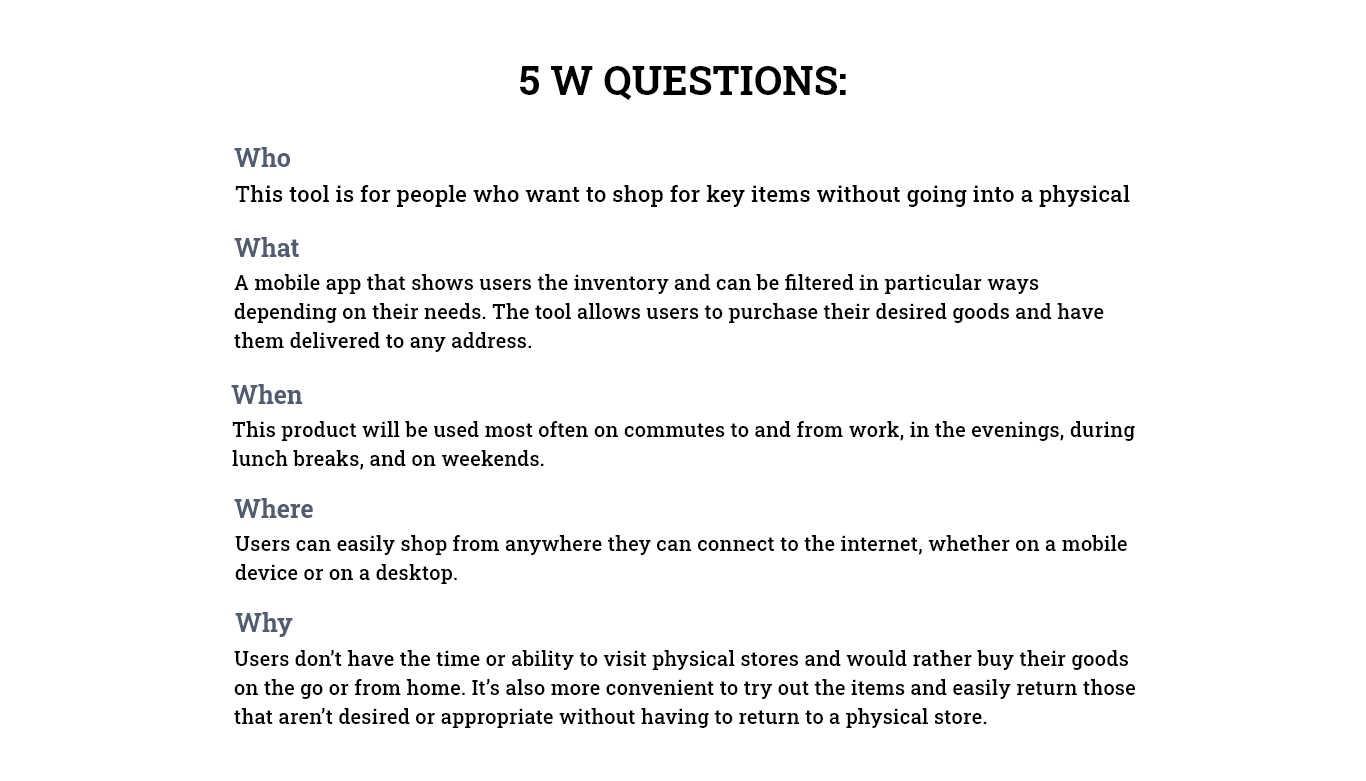 5 W QUESTIONS:
Who
This tool is for people who want to shop for key items without going into a physical
What
A mobile app that shows users the inventory and can be filtered in particular ways
depending on their needs. The tool allows users to purchase their desired goods and have
them delivered to any address.
When
This product will be used most often on commutes to and from work, in the evenings, during
lunch breaks, and on weekends.
Where
Users can easily shop from anywhere they can connect to the internet, whether on a mobile
device or on a desktop.
Why
Users don’t have the time or ability to visit physical stores and would rather buy their goods
on the go or from home. It’s also more convenient to try out the items and easily return those
that aren’t desired or appropriate without having to return to a physical store.